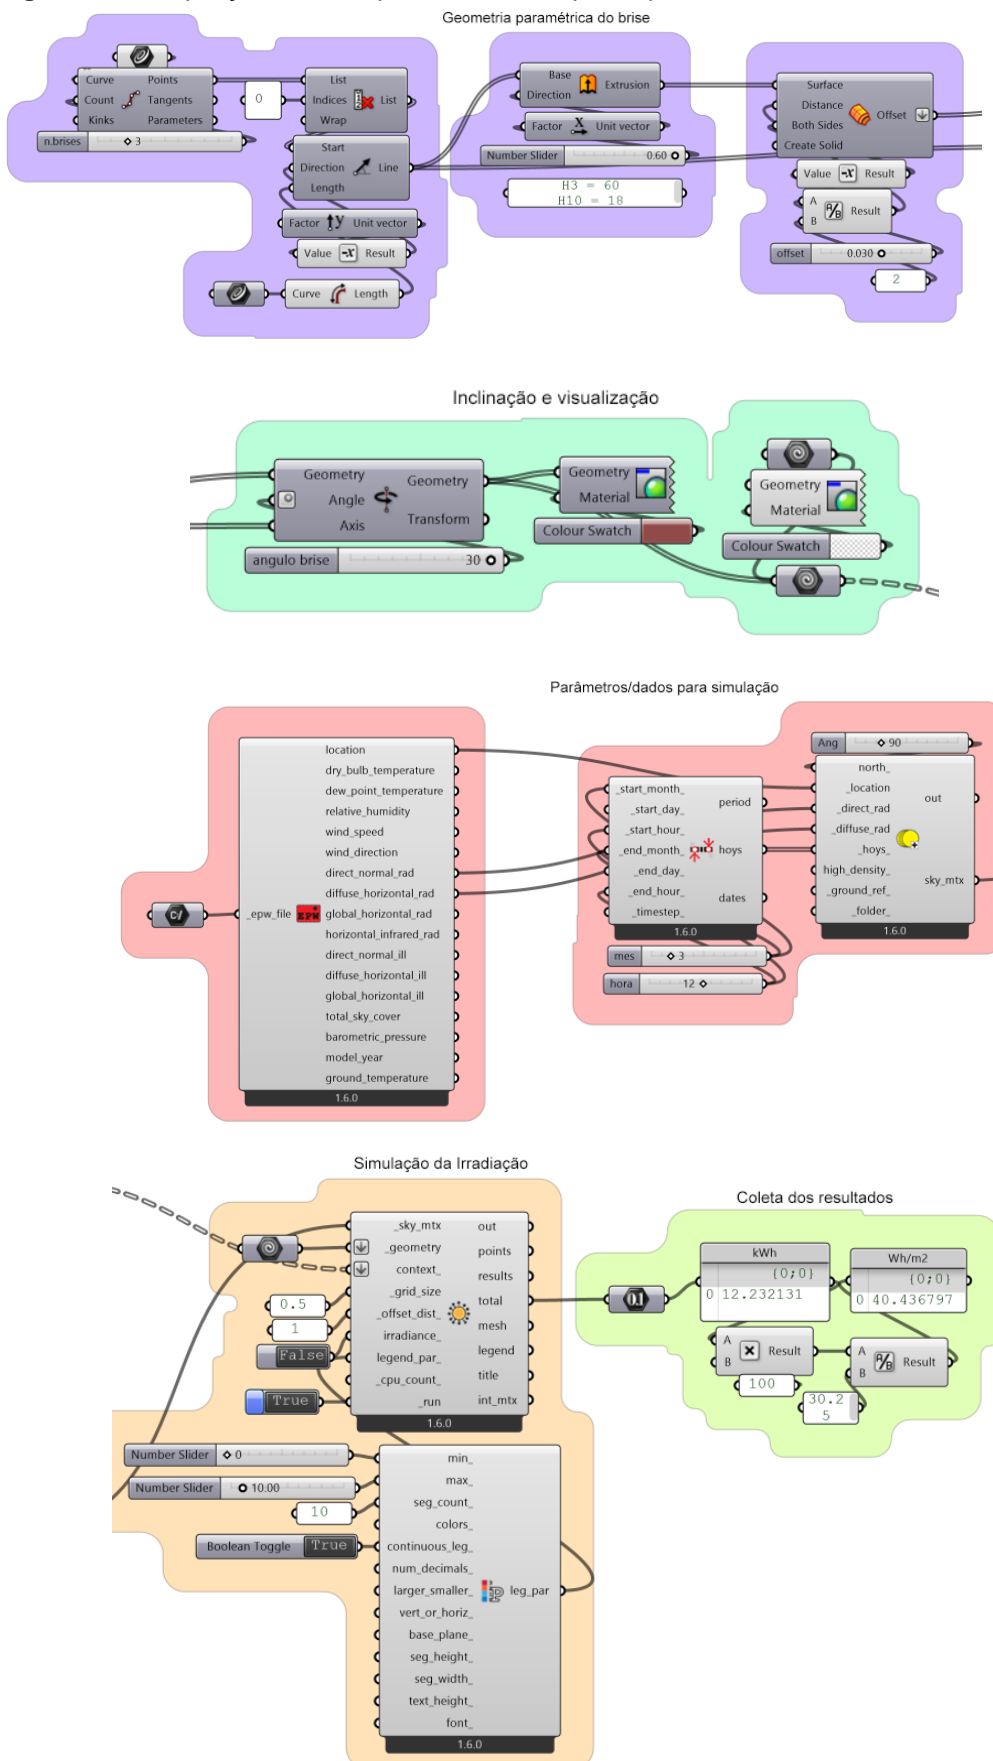 Geometria paramétrica do brise
Curve
Count
Kinks
Points
Tangents
Parameters
n.brises
3
0
List
Indices
Wrap
List
Start
Direction
Length
Line
Factor
Unit vector
Value
Result
Curve
Length
Base
Direction
Extrusion
Factor
Unit vector
Number Slider
0.60
H3 = 60
H10 = 18
Surface
Distance
Both Sides
Create Solid
Offset
Value
Result
A
B
A/B
Result
offset
0.030
2
Inclinação e visualização
Geometry
Angle
Axis
Geometry
Transform
angulo brise
30
Geometry
Material
Colour Swatch
Geometry
Material
Colour Swatch
Parâmetros/dados para simulação
C:/
_epw_file
EPW
location
dry_bulb_temperature
dew_point_temperature
relative_humidity
wind_speed
wind_direction
direct_normal_rad
diffuse_horizontal_rad
global_horizontal_rad
horizontal_infrared_rad
direct_normal_ill
diffuse_horizontal_ill
global_horizontal_ill
total_sky_cover
barometric_pressure
model_year
ground_temperature
1.6.0
_start_month_
_start_day_
_start_hour_
_end_month_
_end_day_
_end_hour_
_timestep_
period
hoys
dates
1.6.0
mes
3
hora
12
Ang
90
north_
_location
_direct_rad
_diffuse_rad
_hoys_
high_density_
_ground_ref_
_folder_
out
sky_mtx
1.6.0
Simulação da Irradiação
_sky_mtx
_geometry
context_
_grid_size
_offset_dist_
irradiance_
legend_par_
_cpu_count_
_run
out
points
results
total
mesh
legend
title
int_mtx
1.6.0
0.5
1
False
True
Number Slider
0
Number Slider
10.00
10
Boolean Toggle
True
min_
max_
seg_count_
colors_
continuous_leg_
num_decimals_
larger_smaller_
vert_or_horiz_
base_plane_
seg_height_
seg_width_
text_height_
font_
leg_par
1.6.0
Coleta dos resultados
0.1
kWh
{0;0}
0 12.232131
Wh/m2
{0;0}
0 40.436797
A
B
Result
100
A
B
A/B
Result
30.2
5